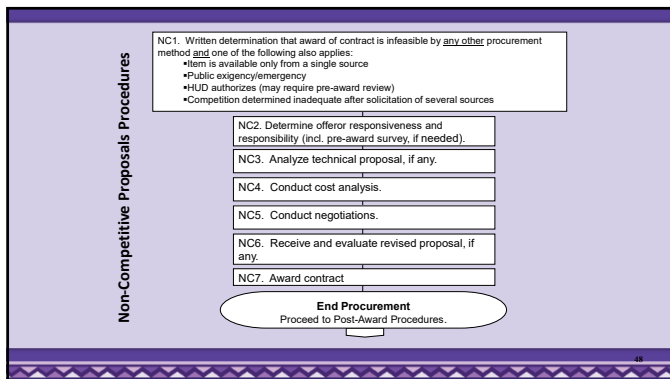 Non-Competitive Proposals Procedures
NC1. Written determination that award of contract is infeasible by any other procurement
method and one of the following also applies:
▪Item is available only from a single source
▪Public exigency/emergency
▪HUD authorizes (may require pre-award review)
▪Competition determined inadequate after solicitation of several sources
NC2. Determine offeror responsiveness and
responsibility (incl. pre-award survey, if needed).
NC3. Analyze technical proposal, if any.
NC4. Conduct cost analysis.
NC5. Conduct negotiations.
NC6. Receive and evaluate revised proposal, if
any.
NC7. Award contract
End Procurement
Proceed to Post-Award Procedures.
48